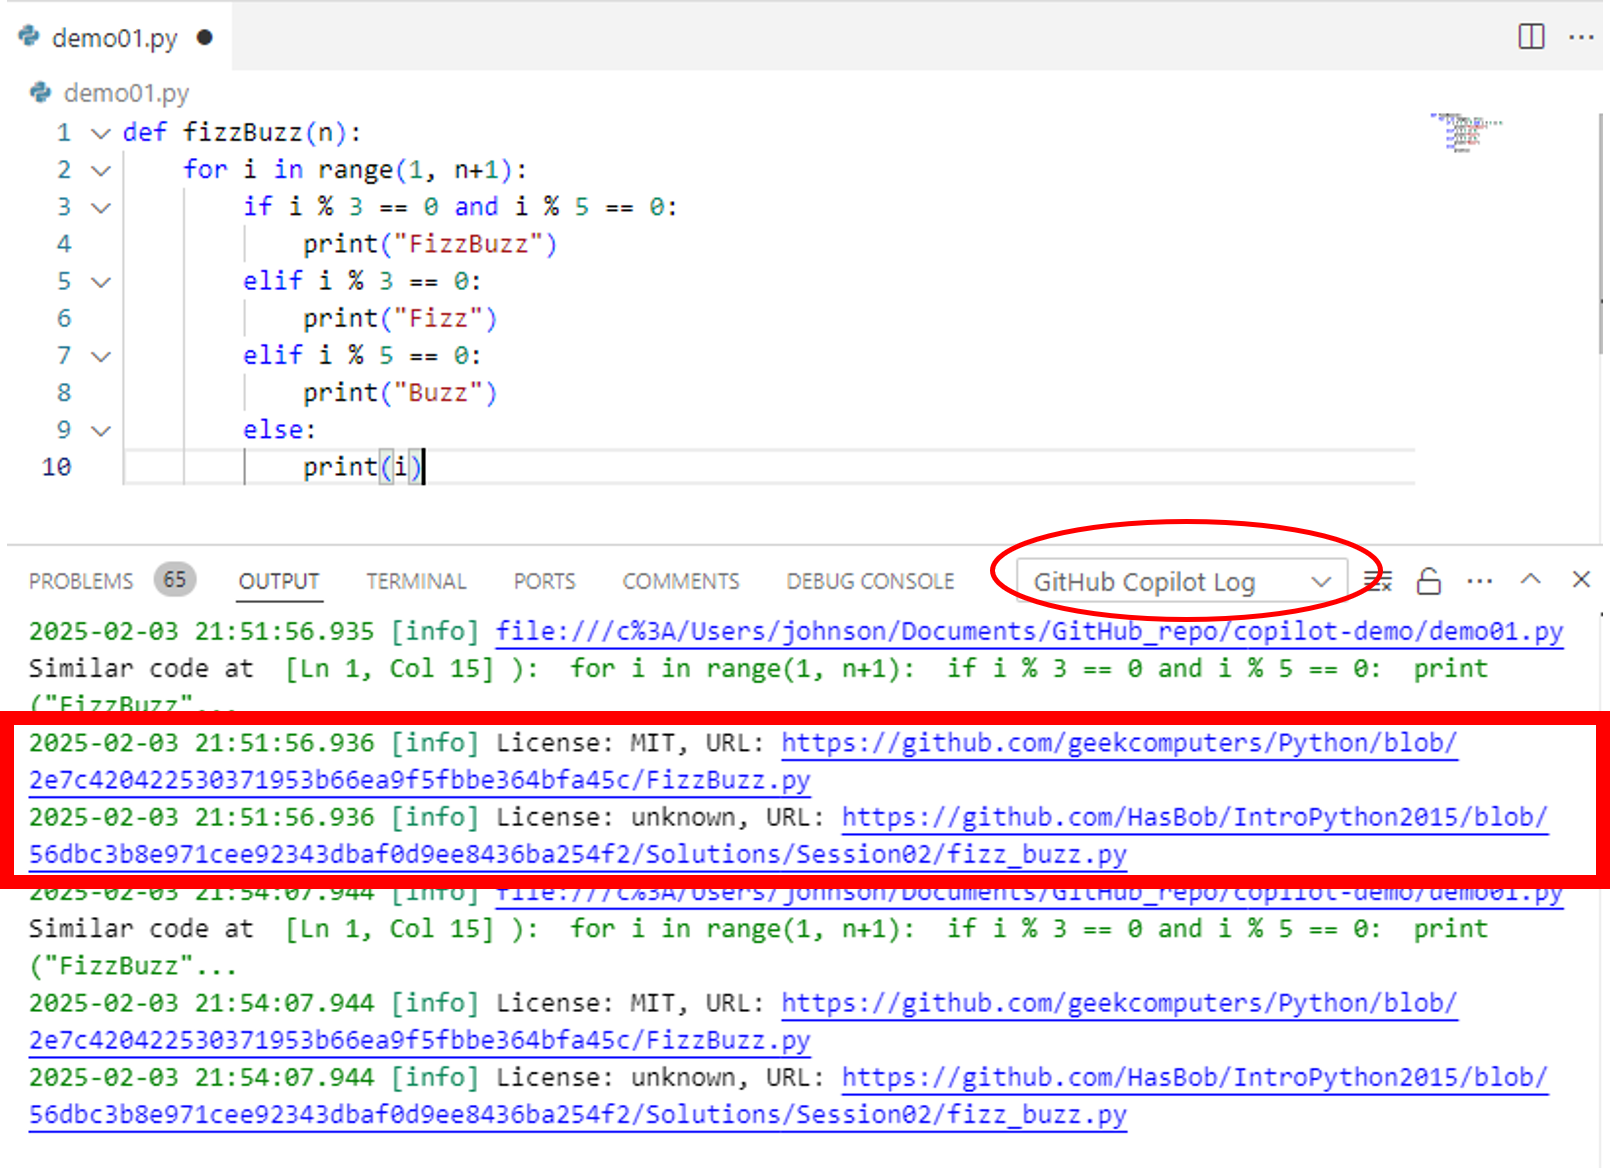 demo01.py ●
demo01.py
1 def fizzBuzz(n):
2 for i in range(1, n+1):
3 if i % 3 == 0 and i % 5 == 0:
4 print("FizzBuzz")
5 elif i % 3 == 0:
6 print("Fizz")
7 elif i % 5 == 0:
8 print("Buzz")
9 else:
10 print(i)
PROBLEMS 65 OUTPUT TERMINAL PORTS COMMENTS DEBUG CONSOLE GitHub Copilot Log
2025-02-03 21:51:56.935 [info] file:///c%3A/Users/johnson/Documents/GitHub_repo/copilot-demo/demo01.py
Similar code at [Ln 1, Col 15] ): for i in range(1, n+1): if i % 3 == 0 and i % 5 == 0: print
("FizzBuzz"...
2025-02-03 21:51:56.936 [info] License: MIT, URL: https://github.com/geekcomputers/Python/blob/
2e7c420422530371953b66ea9f5fbbe364bfa45c/FizzBuzz.py
2025-02-03 21:51:56.936 [info] License: unknown, URL: https://github.com/HasBob/IntroPython2015/blob/
56dbc3b8e971cee92343dbaf0d9ee8436ba254f2/Solutions/Session02/fizz_buzz.py
2025-02-03 21:54:07.944 [info] file:///c%3A/Users/johnson/Documents/GitHub_repo/copilot-demo/demo01.py
Similar code at [Ln 1, Col 15] ): for i in range(1, n+1): if i % 3 == 0 and i % 5 == 0: print
("FizzBuzz"...
2025-02-03 21:54:07.944 [info] License: MIT, URL: https://github.com/geekcomputers/Python/blob/
2e7c420422530371953b66ea9f5fbbe364bfa45c/FizzBuzz.py
2025-02-03 21:54:07.944 [info] License: unknown, URL: https://github.com/HasBob/IntroPython2015/blob/
56dbc3b8e971cee92343dbaf0d9ee8436ba254f2/Solutions/Session02/fizz_buzz.py